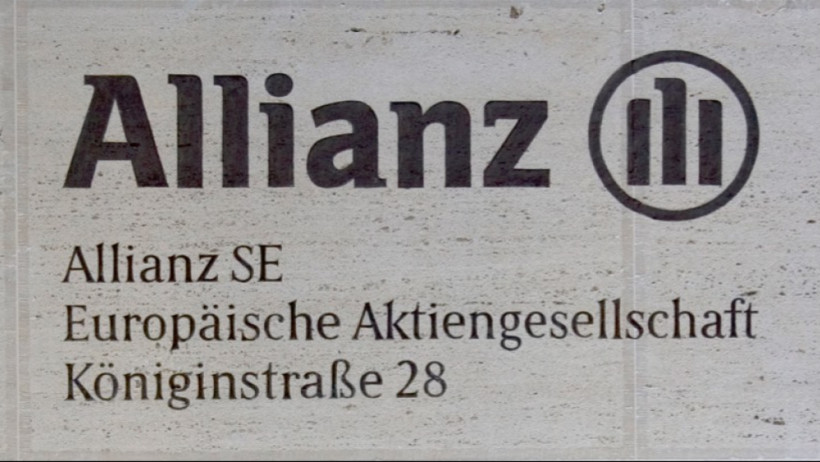 Allianz
Allianz SE
Europäische Aktiengesellschaft
Königinstraße 28